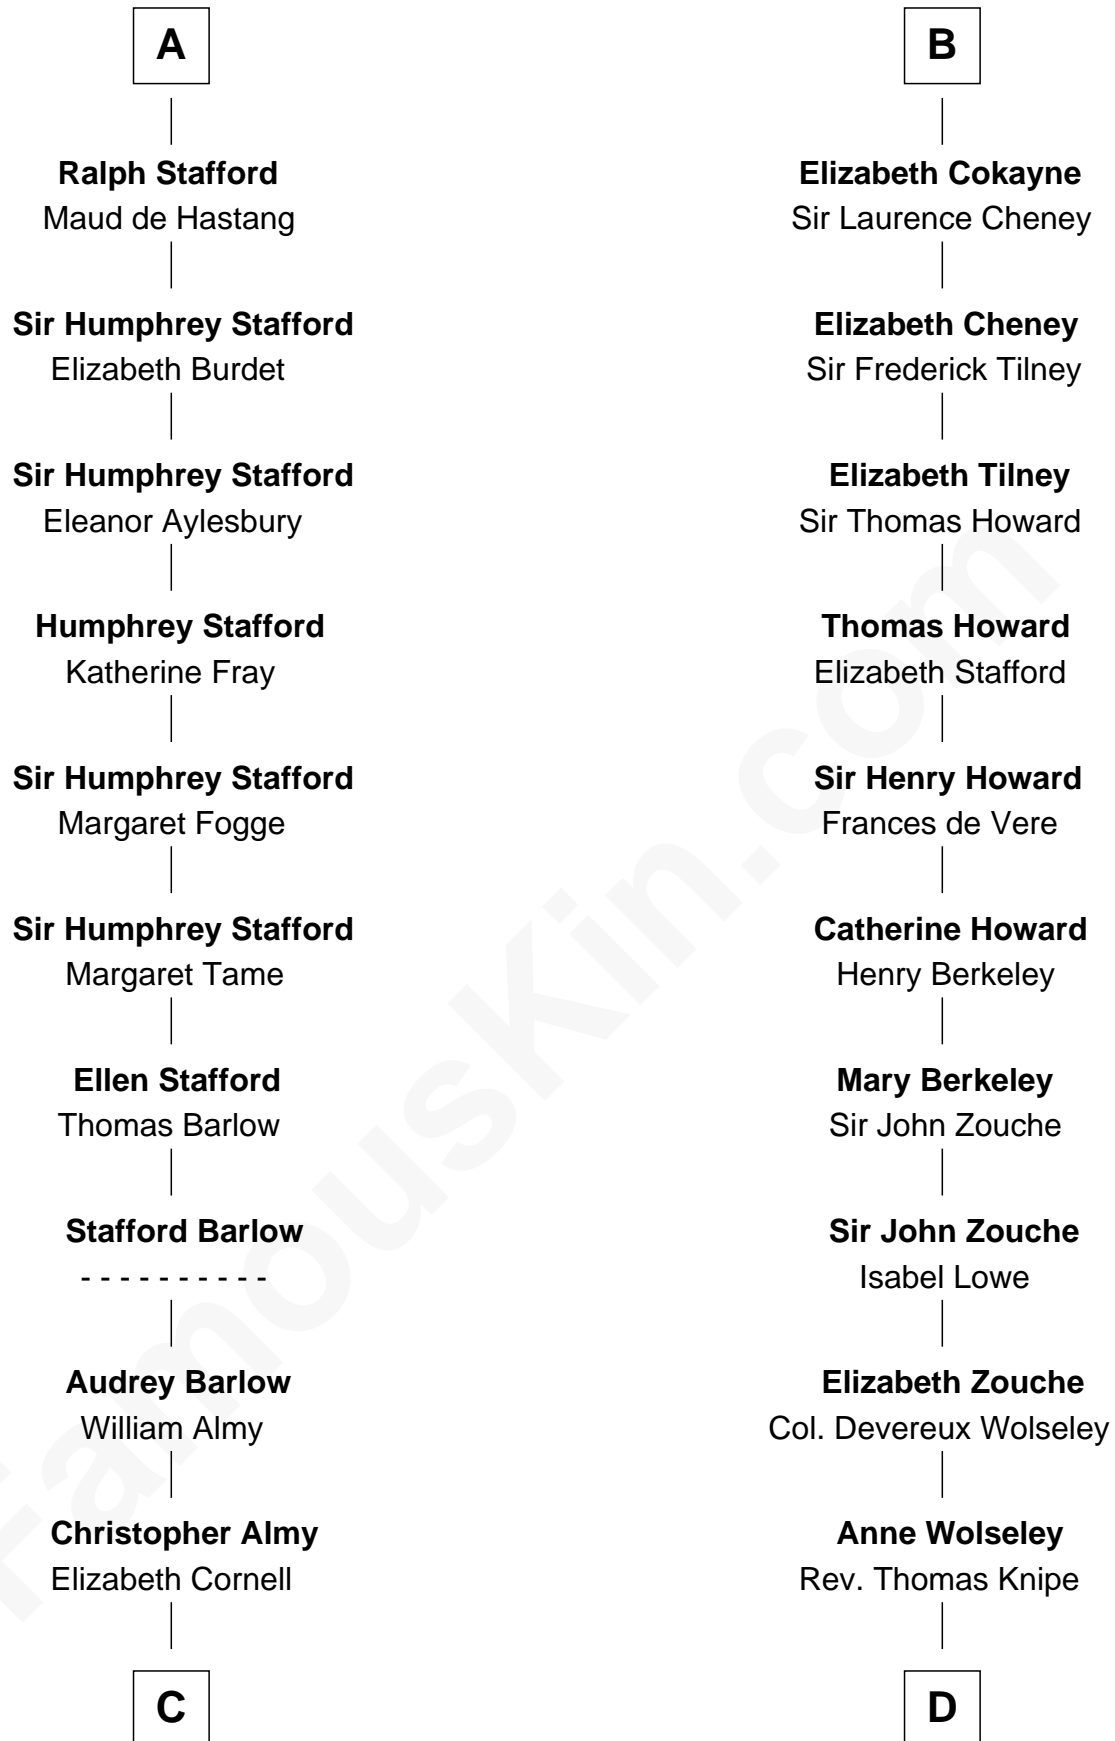 A
Ralph Stafford
Maud de Hastang
Sir Humphrey Stafford
Elizabeth Burdet
Sir Humphrey Stafford
Eleanor Aylesbury
Humphrey Stafford
Katherine Fray
Sir Humphrey Stafford
Margaret Fogge
Sir Humphrey Stafford
Margaret Tame
Ellen Stafford
Thomas Barlow
Stafford Barlow
- - - - - - - - - -
Audrey Barlow
William Almy
Christopher Almy
Elizabeth Cornell
C
B
Elizabeth Cokayne
Sir Laurence Cheney
Elizabeth Cheney
Sir Frederick Tilney
Elizabeth Tilney
Sir Thomas Howard
Thomas Howard
Elizabeth Stafford
Sir Henry Howard
Frances de Vere
Catherine Howard
Henry Berkeley
Mary Berkeley
Sir John Zouche
Sir John Zouche
Isabel Lowe
Elizabeth Zouche
Col. Devereux Wolseley
Anne Wolseley
Rev. Thomas Knipe
D
FamousKin.com